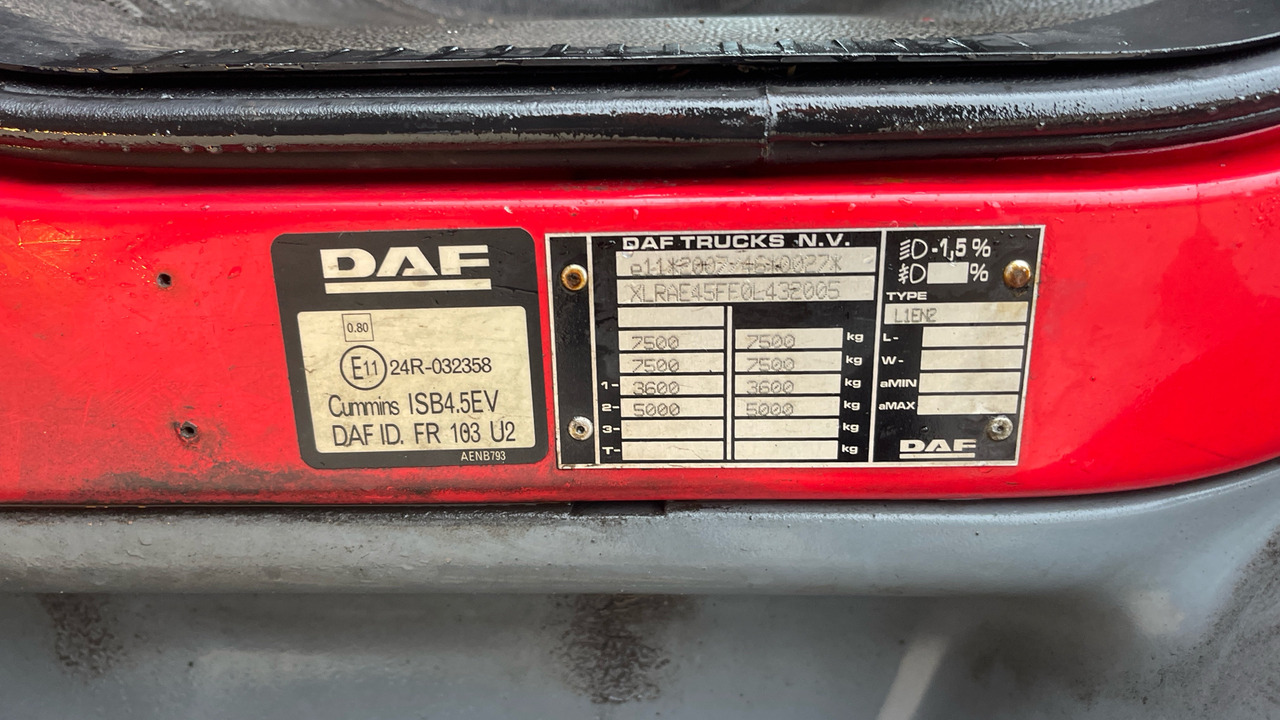 DAF
0.80
E11 24R-032358
Cummins ISB4.5EV
DAF ID. FR 103 U2
AENB793
DAF TRUCKS N.V.
XLRAE45FE0L432005
7500 7500 kg
7500 7500 kg
1- 3600 3600 kg
2- 5000 5000 kg
3- kg
T- kg
-1,5 %
%
TYPE
L1EN2
L-
W-
aMIN
aMAX
DAF